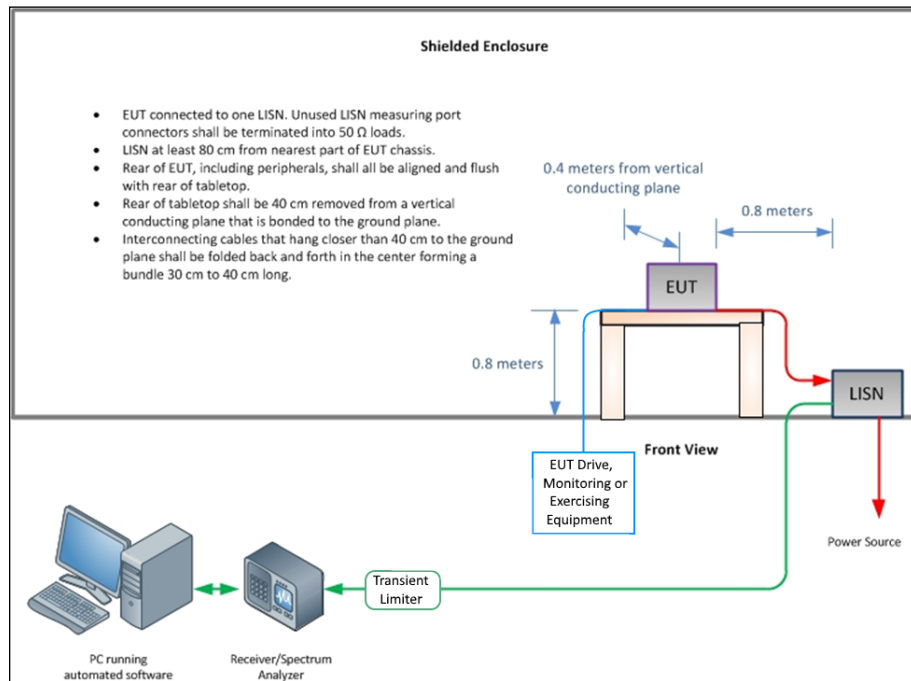 Shielded Enclosure
• EUT connected to one LISN. Unused LISN measuring port
connectors shall be terminated into 50 Ω loads.
• LISN at least 80 cm from nearest part of EUT chassis.
• Rear of EUT, including peripherals, shall all be aligned and flush
with rear of tabletop.
• Rear of tabletop shall be 40 cm removed from a vertical
conducting plane that is bonded to the ground plane.
• Interconnecting cables that hang closer than 40 cm to the ground
plane shall be folded back and forth in the center forming a
bundle 30 cm to 40 cm long.
0.4 meters from vertical
conducting plane
0.8 meters
EUT
0.8 meters
LISN
Front View
EUT Drive,
Monitoring or
Exercising
Equipment
Power Source
Transient
Limiter
PC running
automated software
Receiver/Spectrum
Analyzer